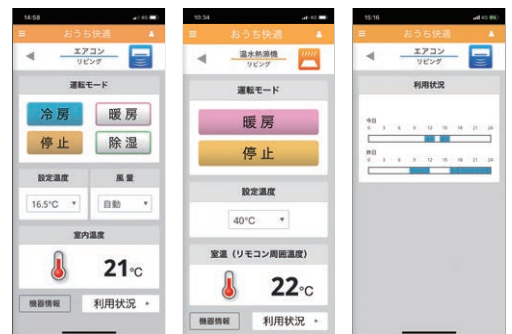 14:58
4G
おうち快適
エアコン
リビング
運転モード
冷房
暖房
停止
除湿
設定温度
風量
16.5°C
自動
室内温度
21°C
機器情報
利用状況
10:34
4G
おうち快適
温水熱源機
リビング
運転モード
暖房
停止
設定温度
40°C
室温(リモコン周囲温度)
22°C
機器情報
利用状況
15:16
4G
おうち快適
エアコン
リビング
利用状況
今日
0 3 6 9 12 15 18 21 24
昨日
0 3 6 9 12 15 18 21 24